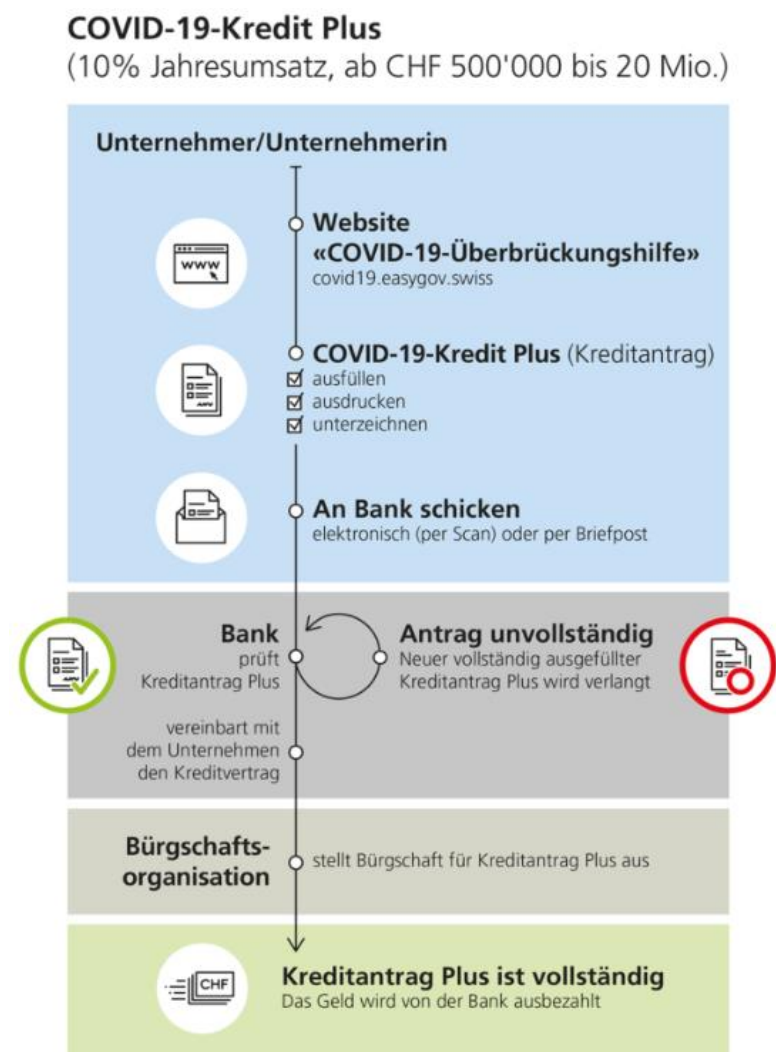 COVID-19-Kredit Plus
(10% Jahresumsatz, ab CHF 500'000 bis 20 Mio.)
Unternehmer/Unternehmerin
www
Website
«COVID-19-Überbrückungshilfe»
covid19.easygov.swiss
COVID-19-Kredit Plus (Kreditantrag)
ausfüllen
ausdrucken
unterzeichnen
An Bank schicken
elektronisch (per Scan) oder per Briefpost
Bank
prüft
Kreditantrag Plus
Antrag unvollständig
Neuer vollständig ausgefüllter
Kreditantrag Plus wird verlangt
vereinbart mit
dem Unternehmen
den Kreditvertrag
Bürgschafts-
organisation
stellt Bürgschaft für Kreditantrag Plus aus
CHF
Kreditantrag Plus ist vollständig
Das Geld wird von der Bank ausbezahlt